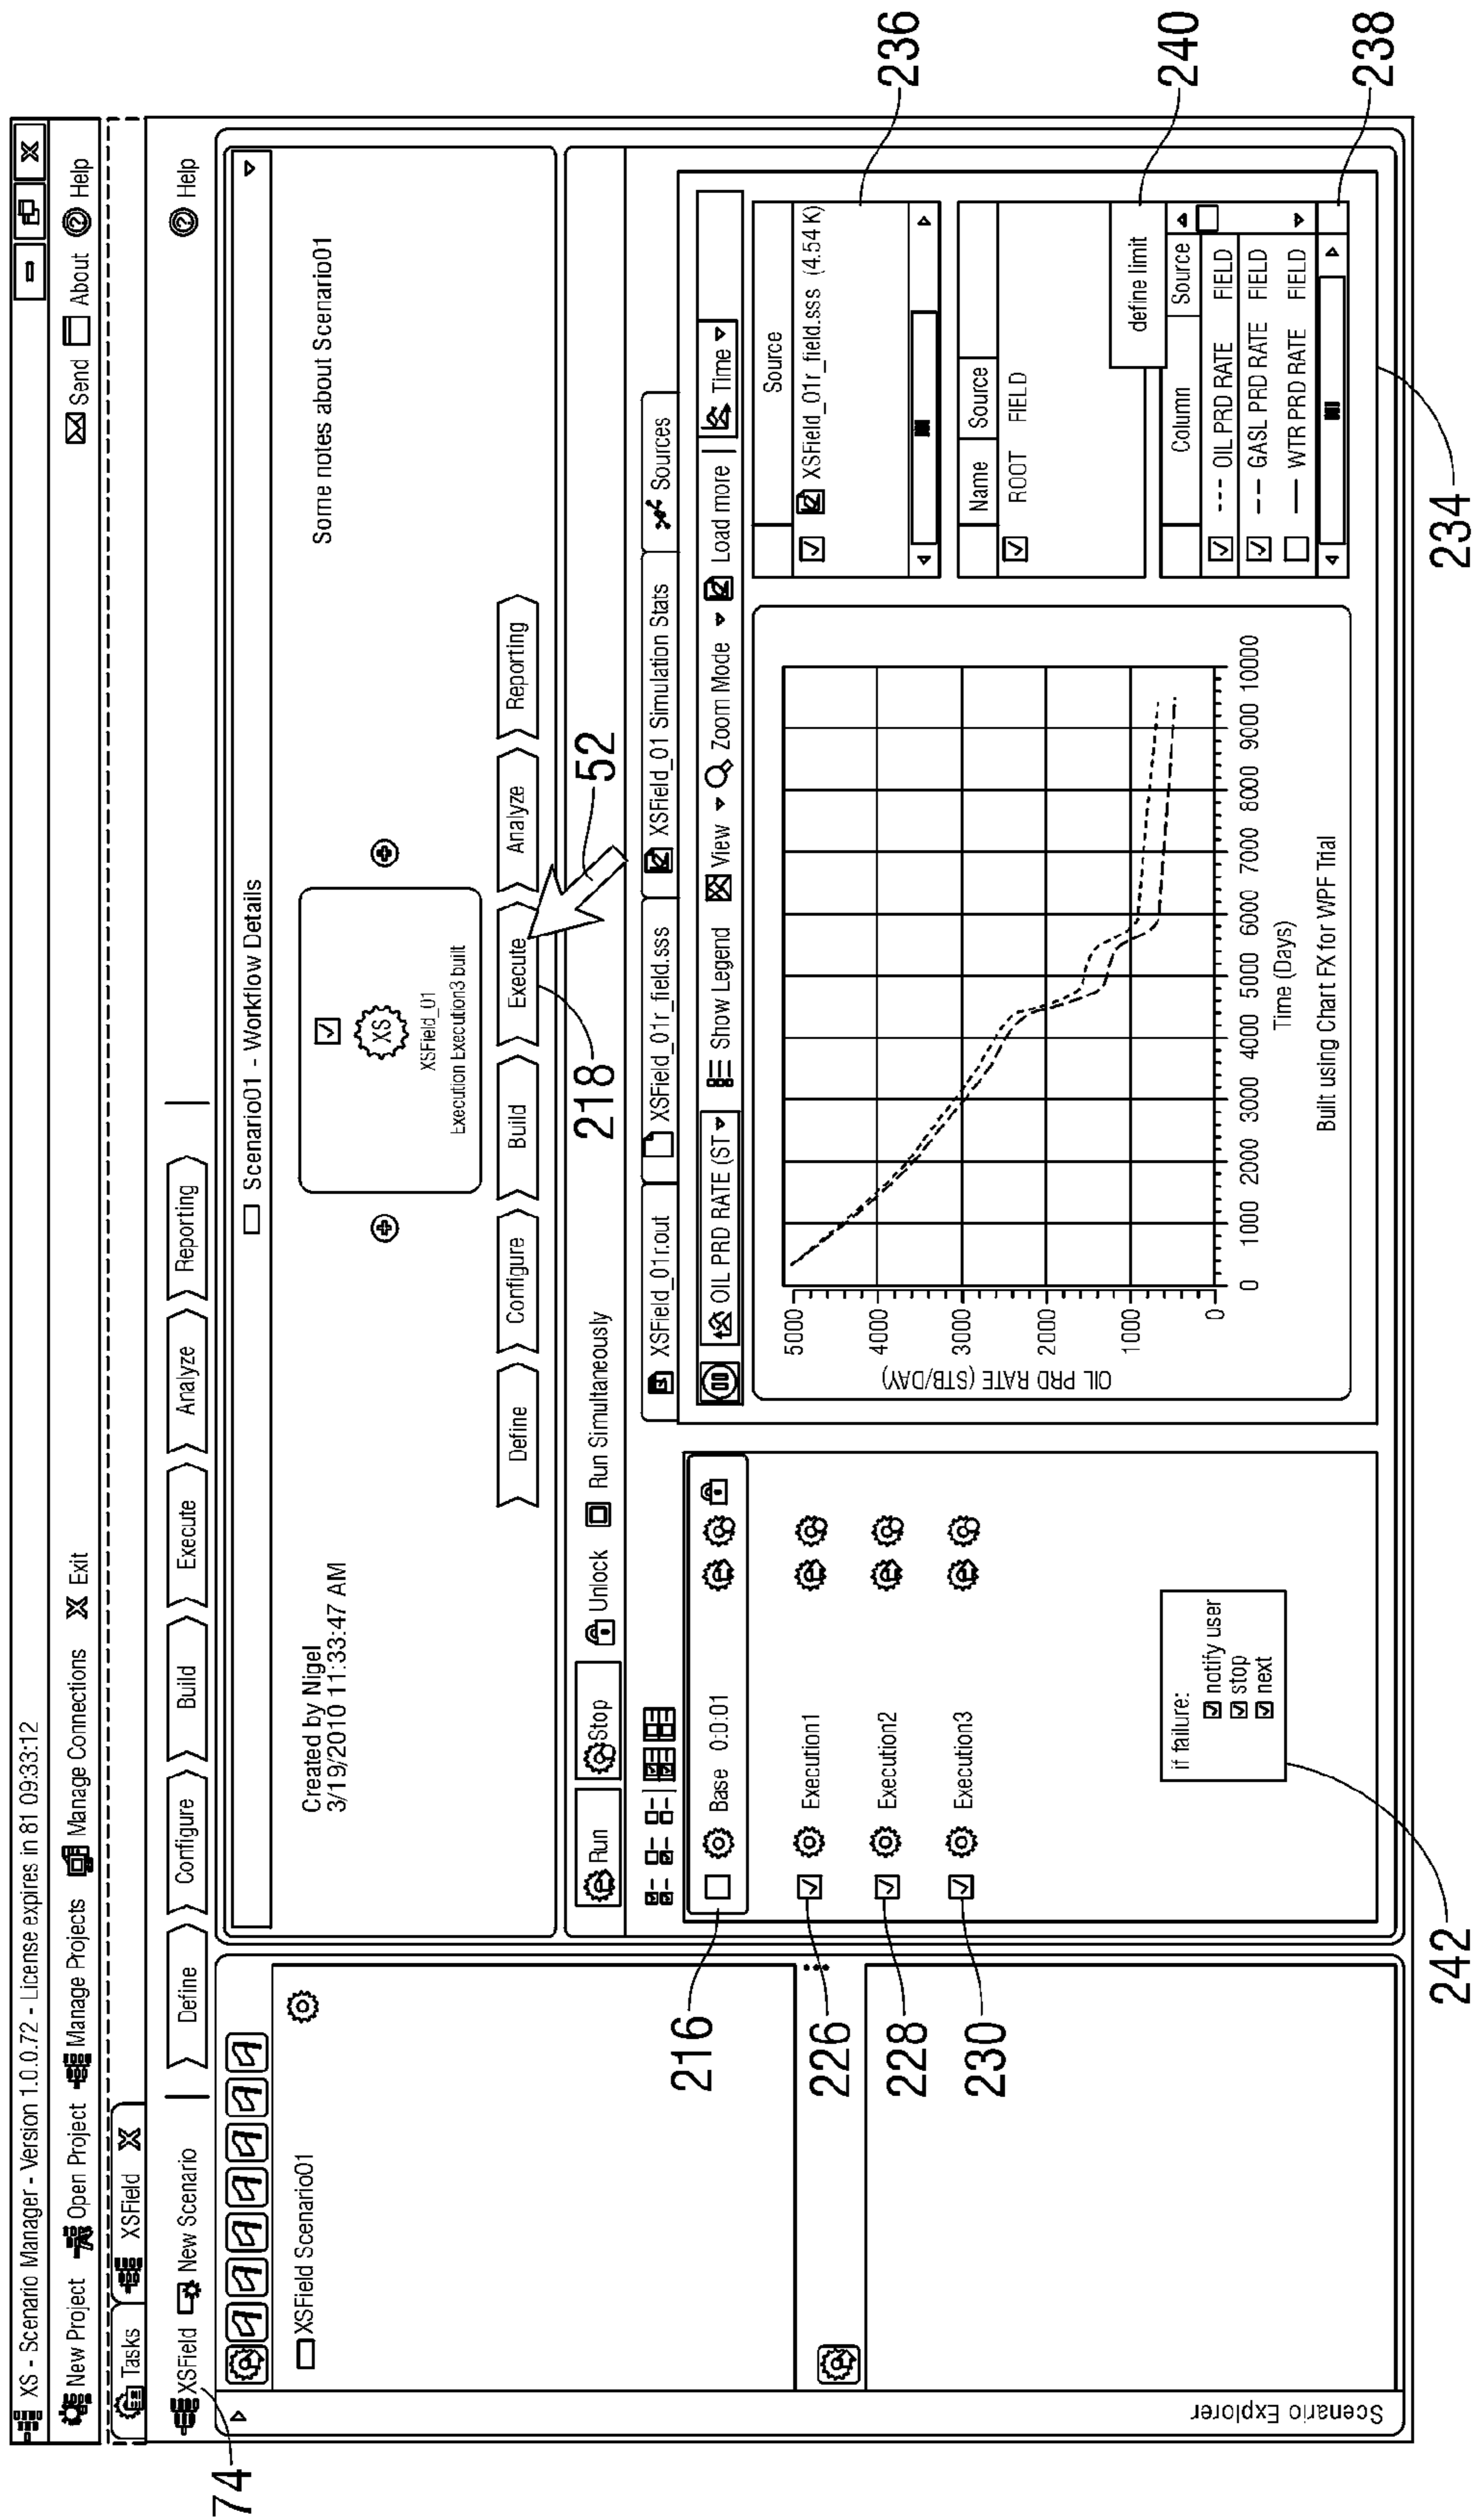 XS - Scenario Manager - Version 1.0.0.72 - License expires in 81 09:33:12
New Project Open Project Manage Projects Manage Connections X Exit Send About Help
Tasks XSField X
74
XSField New Scenario Define Configure Build Execute Analyze Reporting Help
Scenario Explorer
XSField Scenario01
Scenario01 - Workflow Details
Created by Nigel
3/19/2010 11:33:47 AM
XS
XSField_01
Execution Execution3 built
Some notes about Scenario01
Define Configure Build Execute Analyze Reporting
218
52
Run Stop Unlock Run Simultaneously
216
Base 0:0:01
226
Execution1
228
Execution2
230
Execution3
if failure:
notify user
stop
next
242
XSField_01r.out XSField_01r_field.sss XSField_01 Simulation Stats Sources
OIL PRD RATE (ST Show Legend View Zoom Mode Load more Time
OIL PRD RATE (STB/DAY)
5000
4000
3000
2000
1000
0
0 1000 2000 3000 4000 5000 6000 7000 8000 9000 10000
Time (Days)
Built using Chart FX for WPF Trial
Source
XSField_01r_field.sss (4.54 K)
236
Name Source
ROOT FIELD
define limit
240
Column Source
OIL PRD RATE FIELD
GASL PRD RATE FIELD
WTR PRD RATE FIELD
238
234